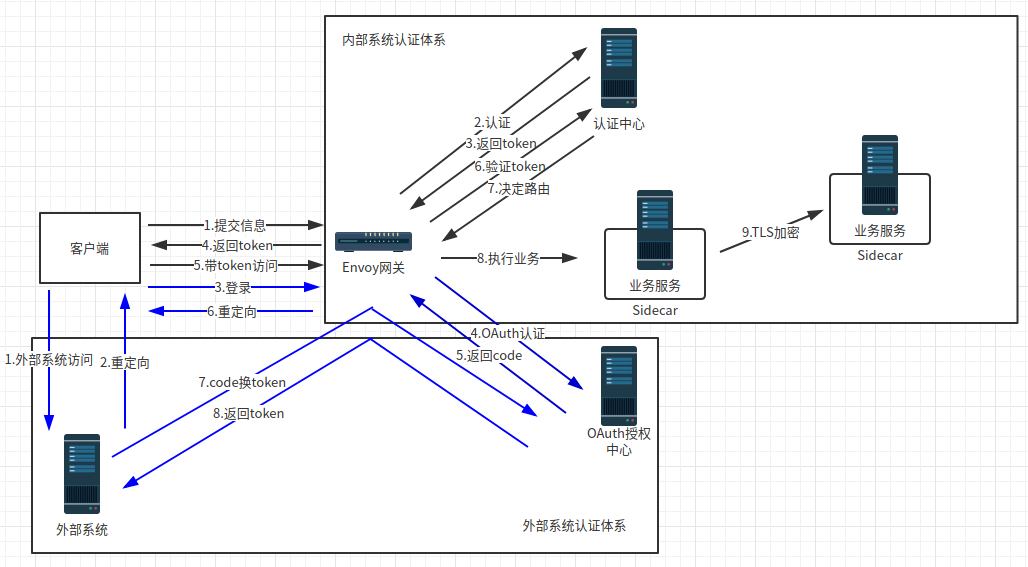 内部系统认证体系
认证中心
2.认证
3.返回token
6.验证token
7.决定路由
客户端
1.提交信息
4.返回token
5.带token访问
3.登录
6.重定向
Envoy网关
8.执行业务
业务服务
Sidecar
9.TLS加密
业务服务
Sidecar
1.外部系统访问
2.重定向
4.OAuth认证
5.返回code
7.code换token
8.返回token
OAuth授权
中心
外部系统
外部系统认证体系